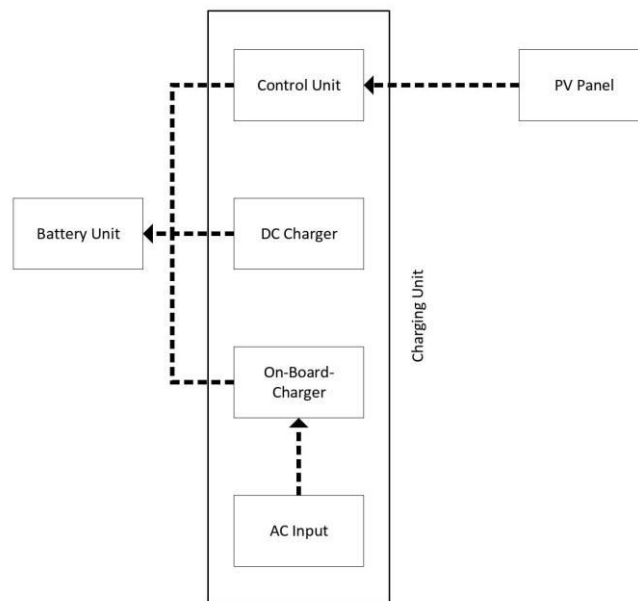 Control Unit
PV Panel
Battery Unit
DC Charger
Charging Unit
On-Board-
Charger
AC Input